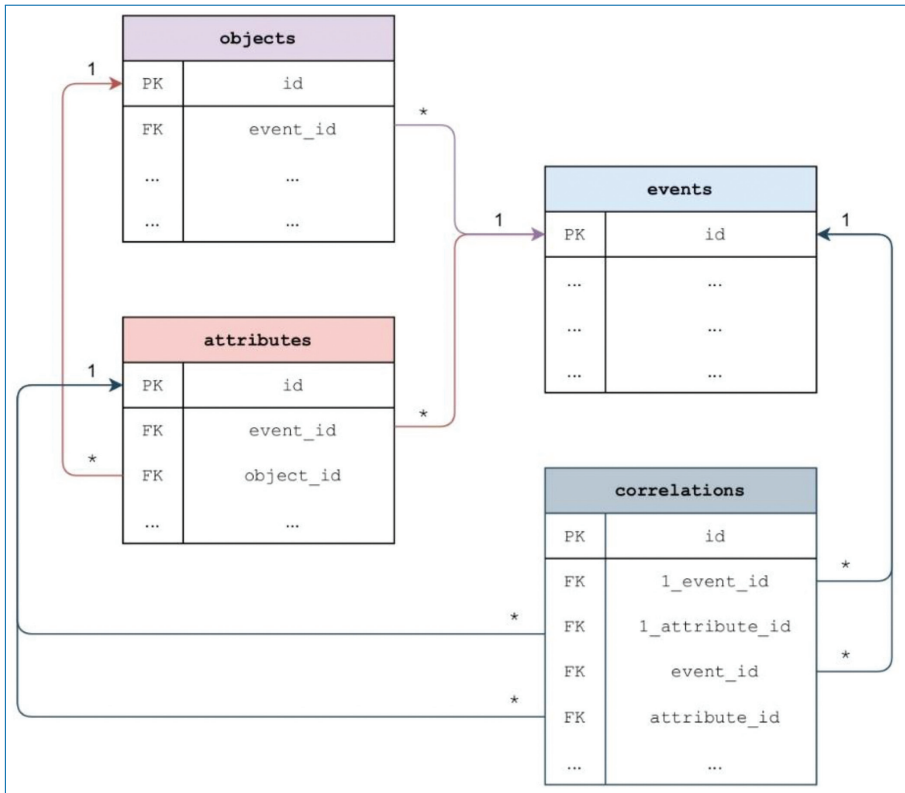 objects
1
PK id
*
FK event_id
... ...
... ...
events
1
1
PK id
... ...
... ...
... ...
attributes
1
PK id
*
FK event_id
*
FK object_id
... ...
correlations
PK id
FK 1_event_id *
* FK 1_attribute_id
FK event_id *
* FK attribute_id
... ...